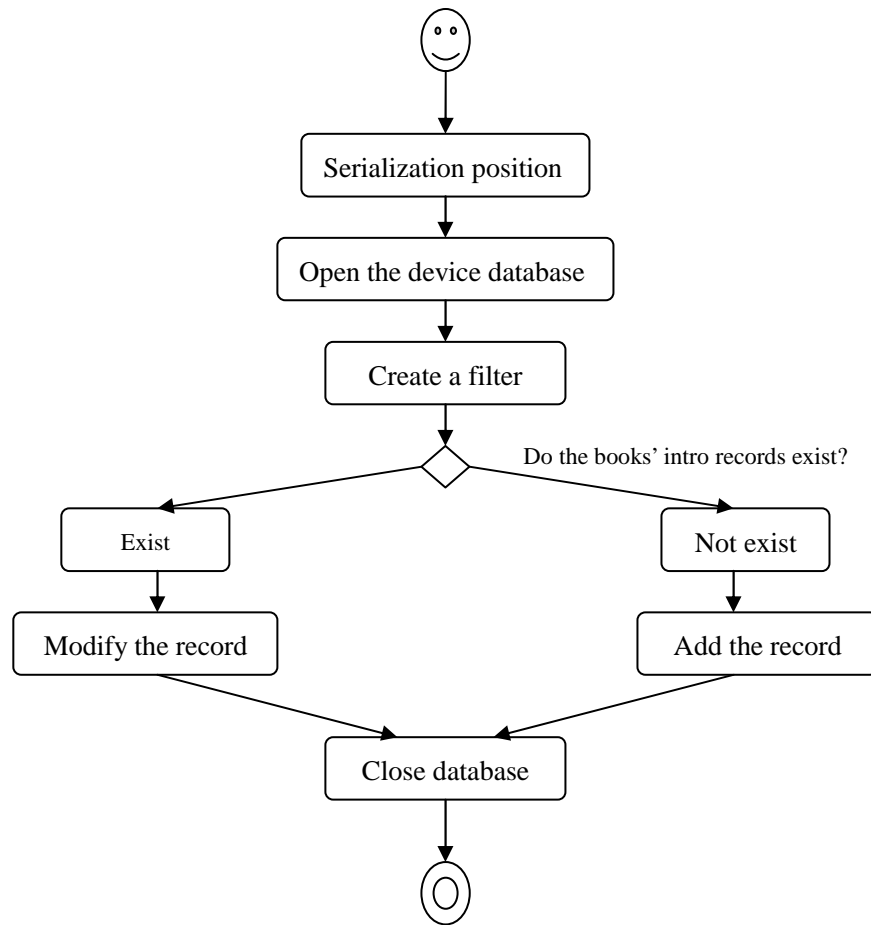 Serialization position
Open the device database
Create a filter
Do the books’ intro records exist?
Exist
Not exist
Modify the record
Add the record
Close database